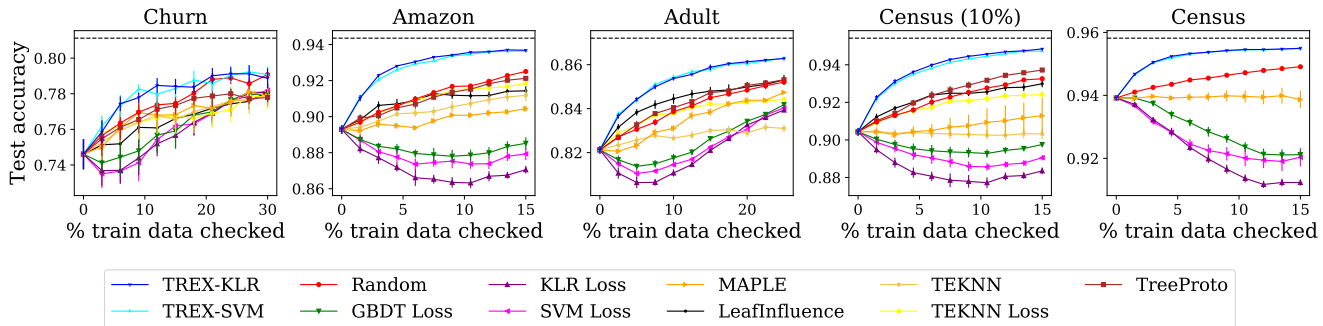 Churn Amazon Adult Census (10%) Census
Test accuracy
0.80
0.78
0.76
0.74
0 10 20 30
% train data checked
0.94
0.92
0.90
0.88
0.86
0 5 10 15
% train data checked
0.86
0.84
0.82
0 10 20
% train data checked
0.94
0.92
0.90
0.88
0 5 10 15
% train data checked
0.96
0.94
0.92
0 5 10 15
% train data checked
TREX-KLR Random KLR Loss MAPLE TEKNN TreeProto
TREX-SVM GBDT Loss SVM Loss LeafInfluence TEKNN Loss